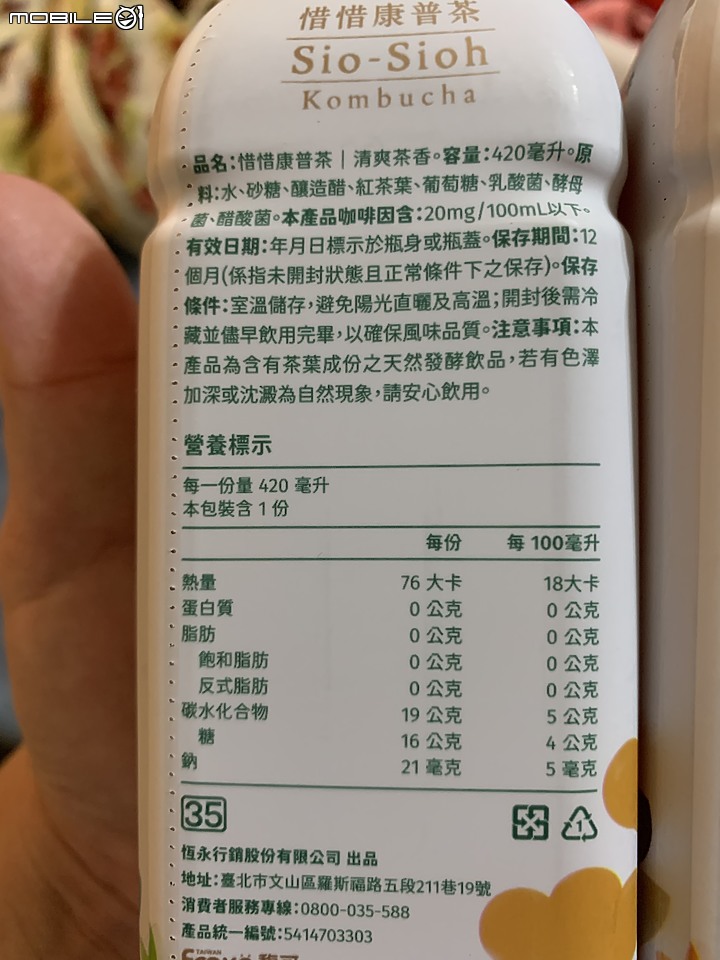 MOBILE01
惜惜康普茶
Sio-Sioh
Kombucha
品名:惜惜康普茶｜清爽茶香。容量:420毫升。原
料:水、砂糖、釀造醋、紅茶葉、葡萄糖、乳酸菌、酵母
菌、醋酸菌。本產品咖啡因含:20mg/100mL以下。
有效日期:年月日標示於瓶身或瓶蓋。保存期間:12
個月(係指未開封狀態且正常條件下之保存)。保存
條件:室溫儲存,避免陽光直曬及高溫;開封後需冷
藏並儘早飲用完畢,以確保風味品質。注意事項:本
產品為含有茶葉成份之天然發酵飲品,若有色澤
加深或沈澱為自然現象,請安心飲用。
營養標示
每一份量 420 毫升
本包裝含 1 份
每份 每 100毫升
熱量 76 大卡 18大卡
蛋白質 0 公克 0 公克
脂肪 0 公克 0 公克
飽和脂肪 0 公克 0 公克
反式脂肪 0 公克 0 公克
碳水化合物 19 公克 5 公克
糖 16 公克 4 公克
鈉 21 毫克 5 毫克
35 1
恆永行銷股份有限公司 出品
地址:臺北市文山區羅斯福路五段211巷19號
消費者服務專線:0800-035-588
產品統一編號:5414703303
TAIWAN